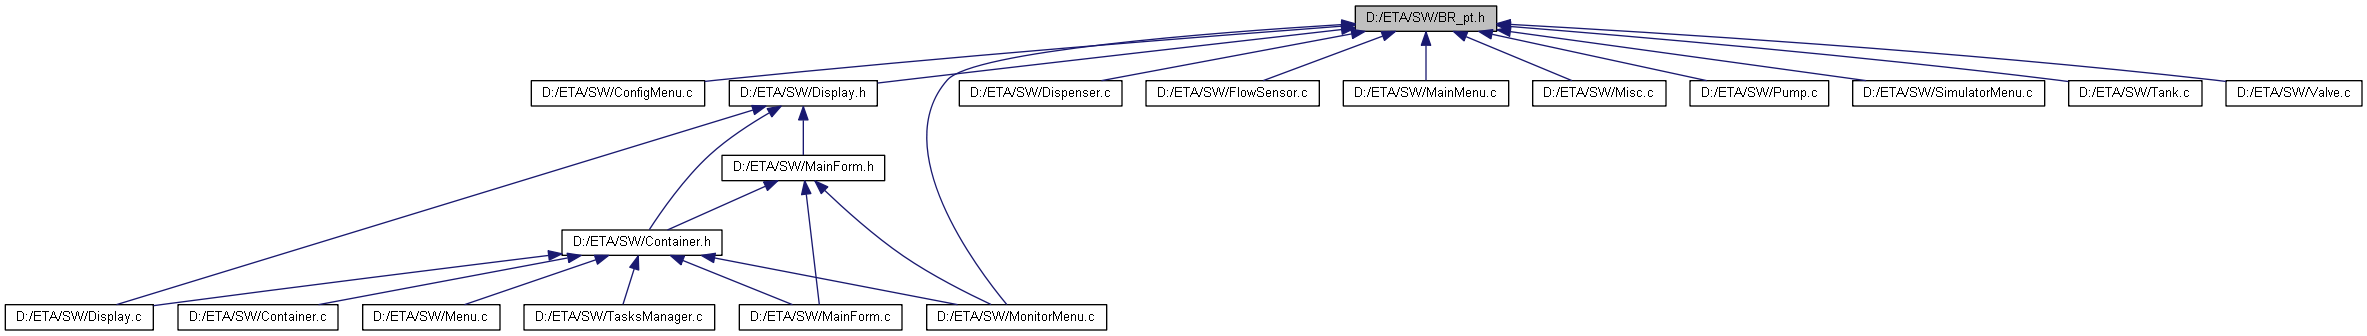 D:/ETA/SW/BR_pt.h
D:/ETA/SW/ConfigMenu.c
D:/ETA/SW/Display.h
D:/ETA/SW/Dispenser.c
D:/ETA/SW/FlowSensor.c
D:/ETA/SW/MainMenu.c
D:/ETA/SW/Misc.c
D:/ETA/SW/Pump.c
D:/ETA/SW/SimulatorMenu.c
D:/ETA/SW/Tank.c
D:/ETA/SW/Valve.c
D:/ETA/SW/MainForm.h
D:/ETA/SW/Container.h
D:/ETA/SW/Display.c
D:/ETA/SW/Container.c
D:/ETA/SW/Menu.c
D:/ETA/SW/TasksManager.c
D:/ETA/SW/MainForm.c
D:/ETA/SW/MonitorMenu.c